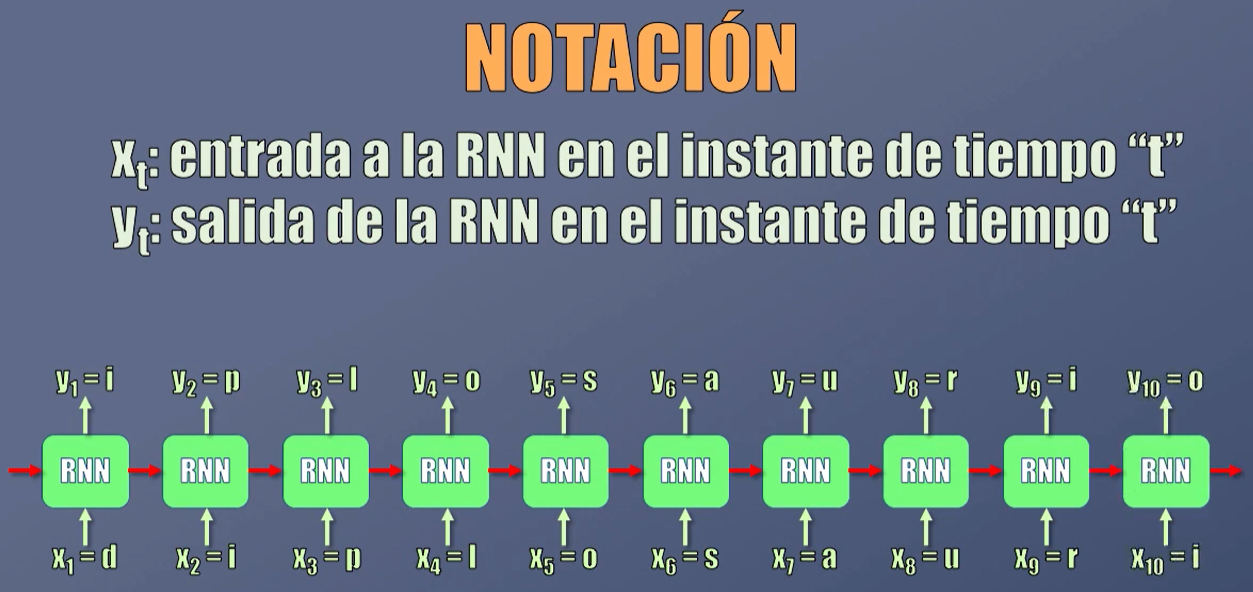 NOTACIÓN
xₜ: entrada a la RNN en el instante de tiempo “t”
yₜ: salida de la RNN en el instante de tiempo “t”
y₁ = i y₂ = p y₃ = l y₄ = o y₅ = s y₆ = a y₇ = u y₈ = r y₉ = i y₁₀ = o
RNN RNN RNN RNN RNN RNN RNN RNN RNN RNN
x₁ = d x₂ = i x₃ = p x₄ = l x₅ = o x₆ = s x₇ = a x₈ = u x₉ = r x₁₀ = i